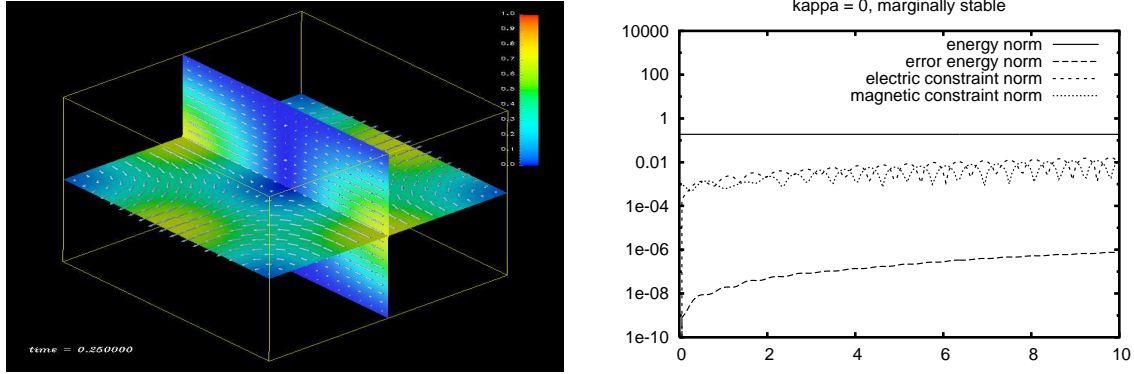 1.0
0.9
0.8
0.7
0.6
0.5
0.4
0.3
0.2
0.1
0.0
time = 0.250000
kappa = 0, marginally stable
10000
100
1
0.01
1e-04
1e-06
1e-08
1e-10
energy norm
error energy norm
electric constraint norm
magnetic constraint norm
0 2 4 6 8 10